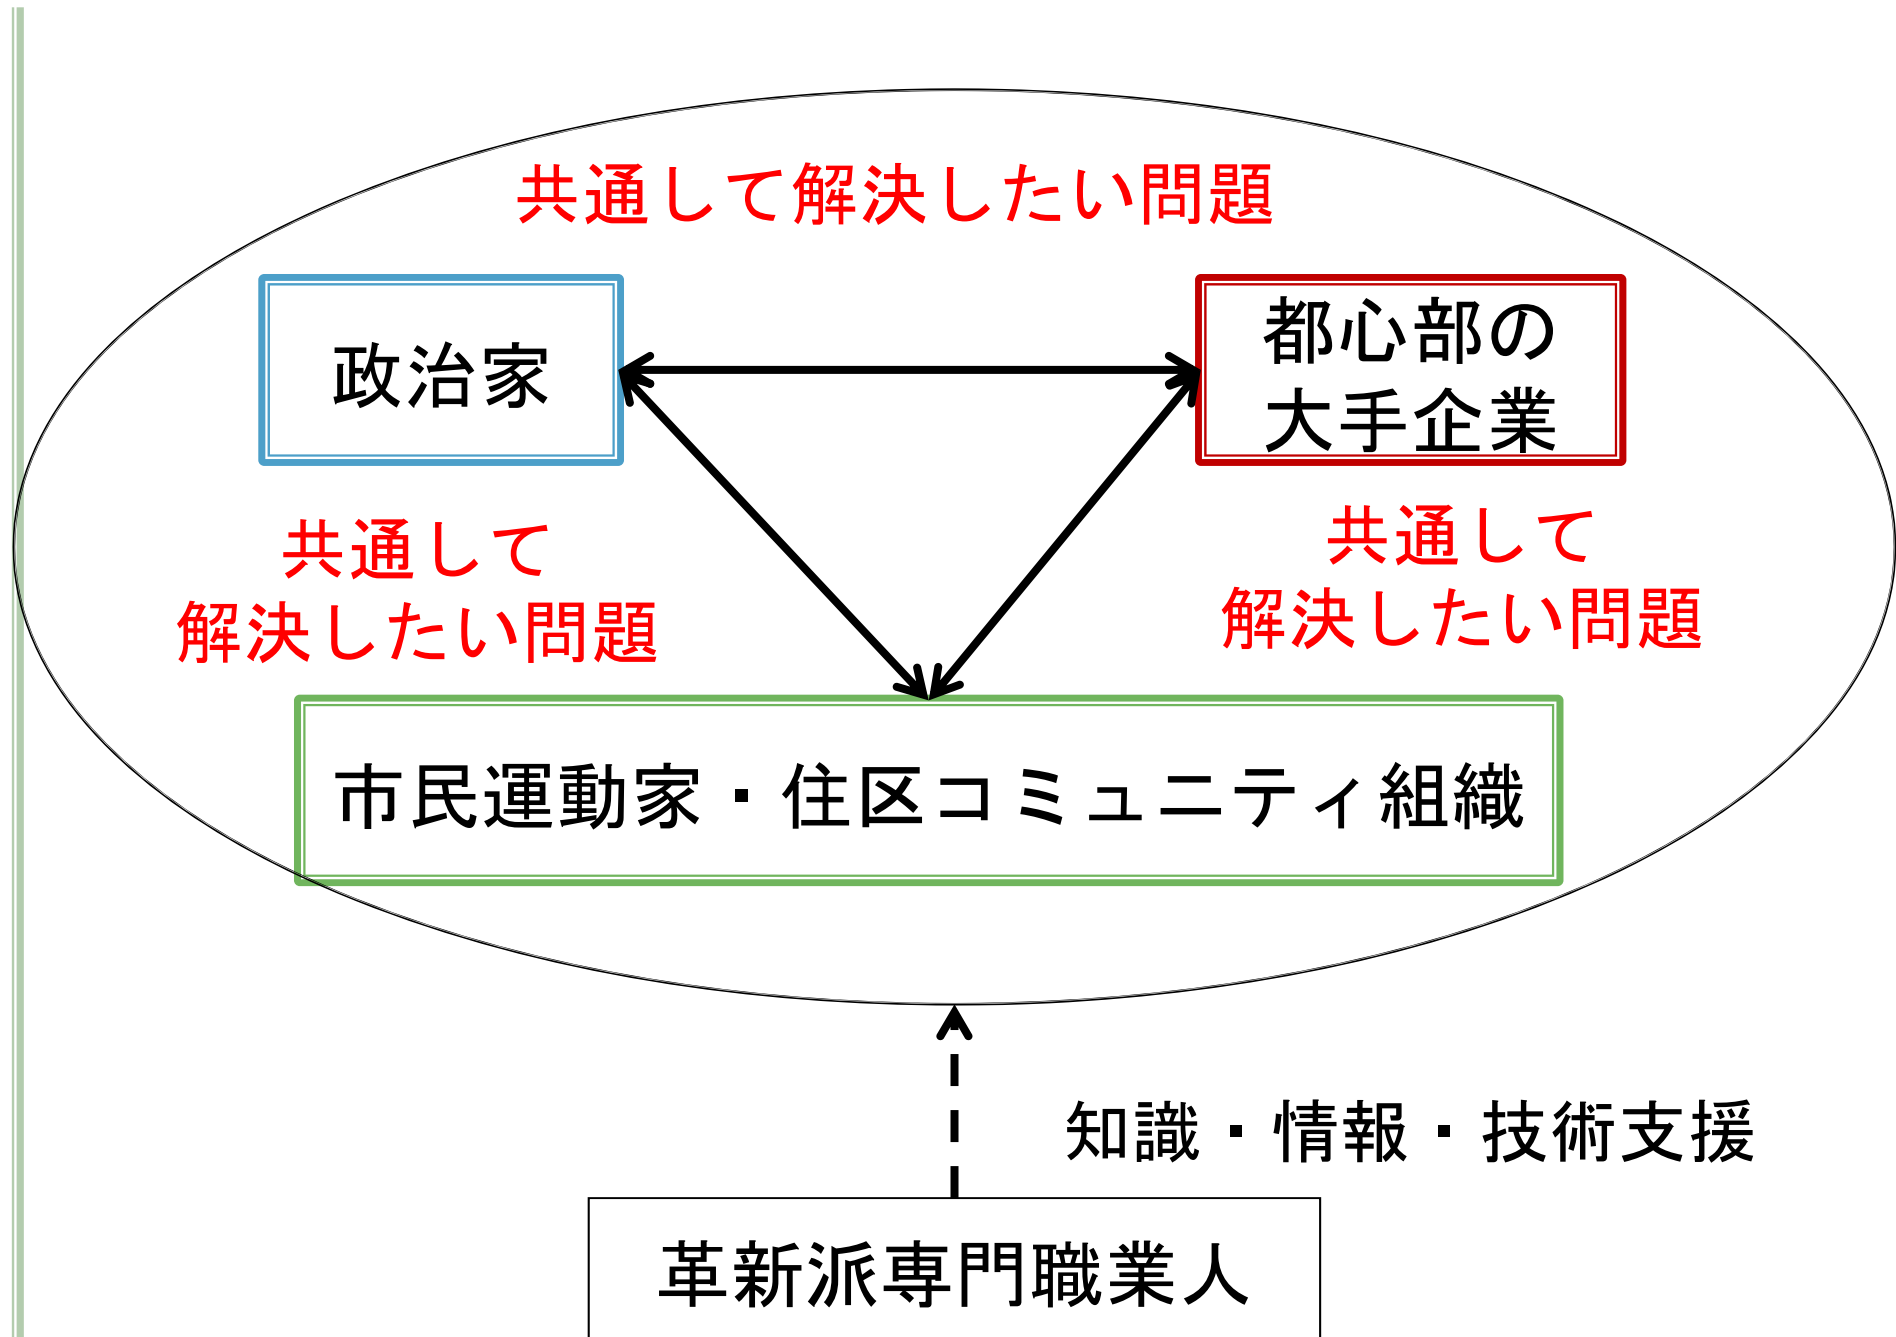 共通して解決したい問題
政治家
都心部の
大手企業
共通して
解決したい問題
共通して
解決したい問題
市民運動家・住区コミュニティ組織
知識・情報・技術支援
革新派専門職業人